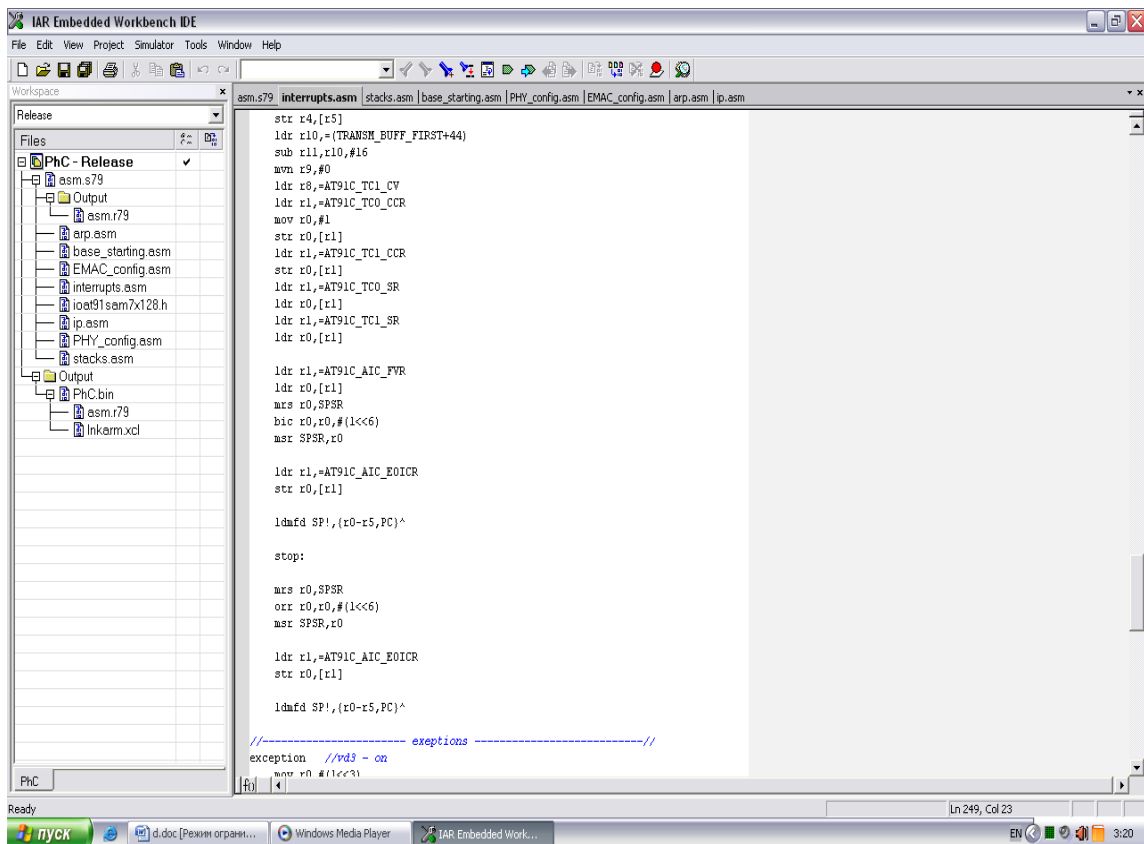 IAR Embedded Workbench IDE
File Edit View Project Simulator Tools Window Help
Workspace
Release
Files
PhC - Release
asm.s79
Output
asm.r79
arp.asm
base_starting.asm
EMAC_config.asm
interrupts.asm
ioat91sam7x128.h
ip.asm
PHY_config.asm
stacks.asm
Output
PhC.bin
asm.r79
lnkarm.xcl
PhC
asm.s79 interrupts.asm | stacks.asm | base_starting.asm | PHY_config.asm | EMAC_config.asm | arp.asm | ip.asm
str r4,[r5]
ldr r10,=(TRANSM_BUFF_FIRST+44)
sub r11,r10,#16
mvn r9,#0
ldr r8,=AT91C_TC1_CV
ldr r1,=AT91C_TC0_CCR
mov r0,#1
str r0,[r1]
ldr r1,=AT91C_TC1_CCR
str r0,[r1]
ldr r1,=AT91C_TC0_SR
ldr r0,[r1]
ldr r1,=AT91C_TC1_SR
ldr r0,[r1]
ldr r1,=AT91C_AIC_FVR
ldr r0,[r1]
mrs r0,SPSR
bic r0,r0,#(1<<6)
msr SPSR,r0
ldr r1,=AT91C_AIC_EOICR
str r0,[r1]
ldmfd SP!,{r0-r5,PC}^
stop:
mrs r0,SPSR
orr r0,r0,#(1<<6)
msr SPSR,r0
ldr r1,=AT91C_AIC_EOICR
str r0,[r1]
ldmfd SP!,{r0-r5,PC}^
//----------------------- exeptions ---------------------------//
exception //vd3 - on
mov r0,#(1<<3)
f0
Ready
Ln 249, Col 23
пуск
d.doc [Режим ограни...
Windows Media Player
IAR Embedded Work...
EN
3:20